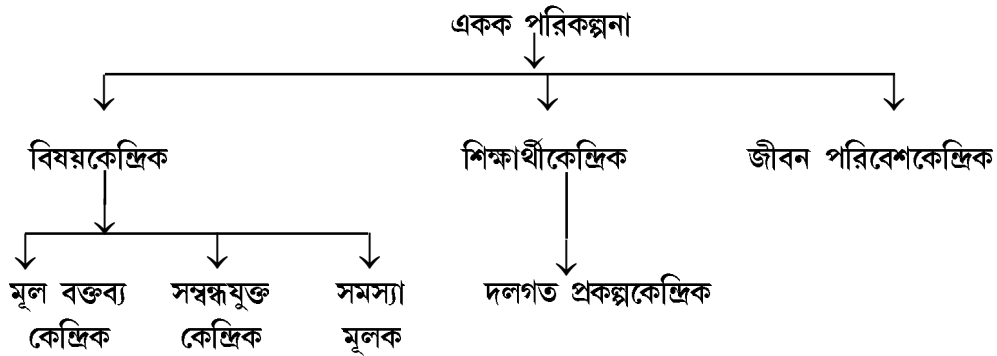 একক পরিকল্পনা
বিষয়কেন্দ্রিক শিক্ষার্থীকেন্দ্রিক জীবন পরিবেশকেন্দ্রিক
মূল বক্তব্য সম্বন্ধযুক্ত সমস্যা দলগত প্রকল্পকেন্দ্রিক
কেন্দ্রিক কেন্দ্রিক মূলক